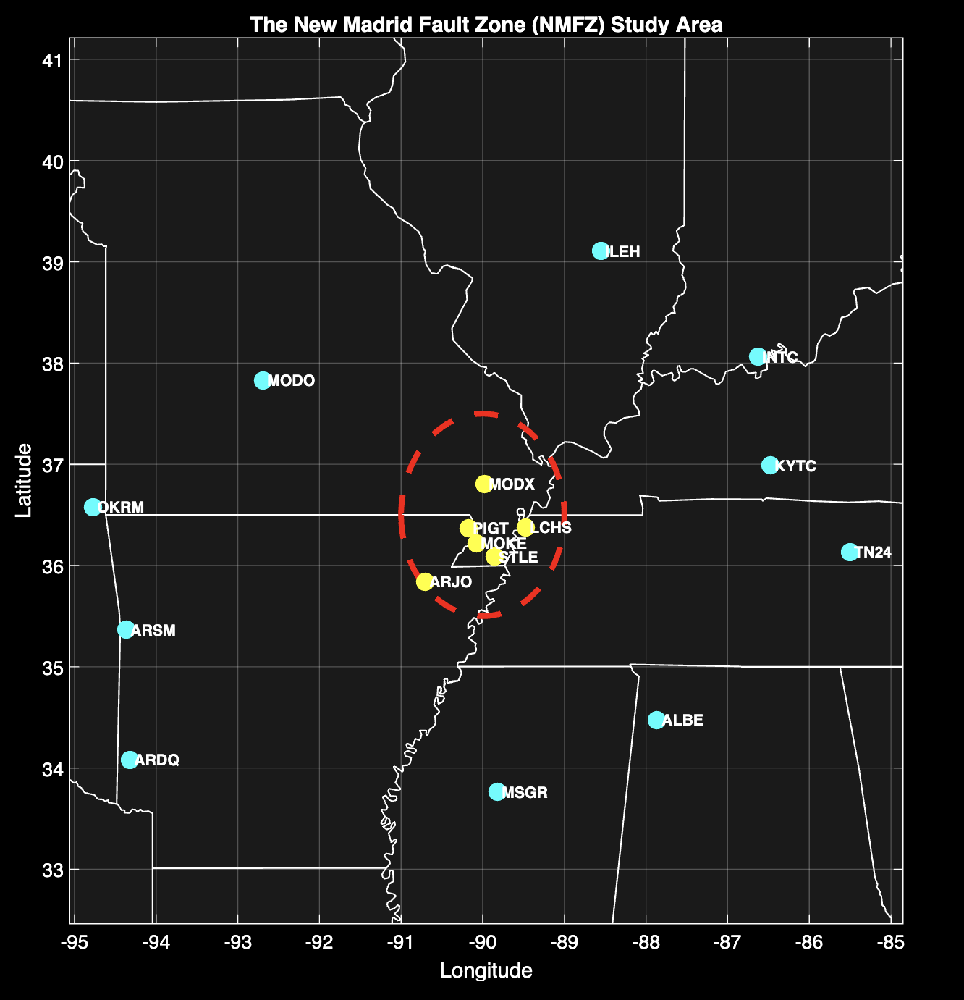 The New Madrid Fault Zone (NMFZ) Study Area
41
40
39
38
37
36
35
34
33
Latitude
ILEH
INTC
MODO
KYTC
MODX
OKRM
PIGT
LCHS
MOKE
STLE
TN24
ARJO
ARSM
ALBE
ARDQ
MSGR
-95 -94 -93 -92 -91 -90 -89 -88 -87 -86 -85
Longitude